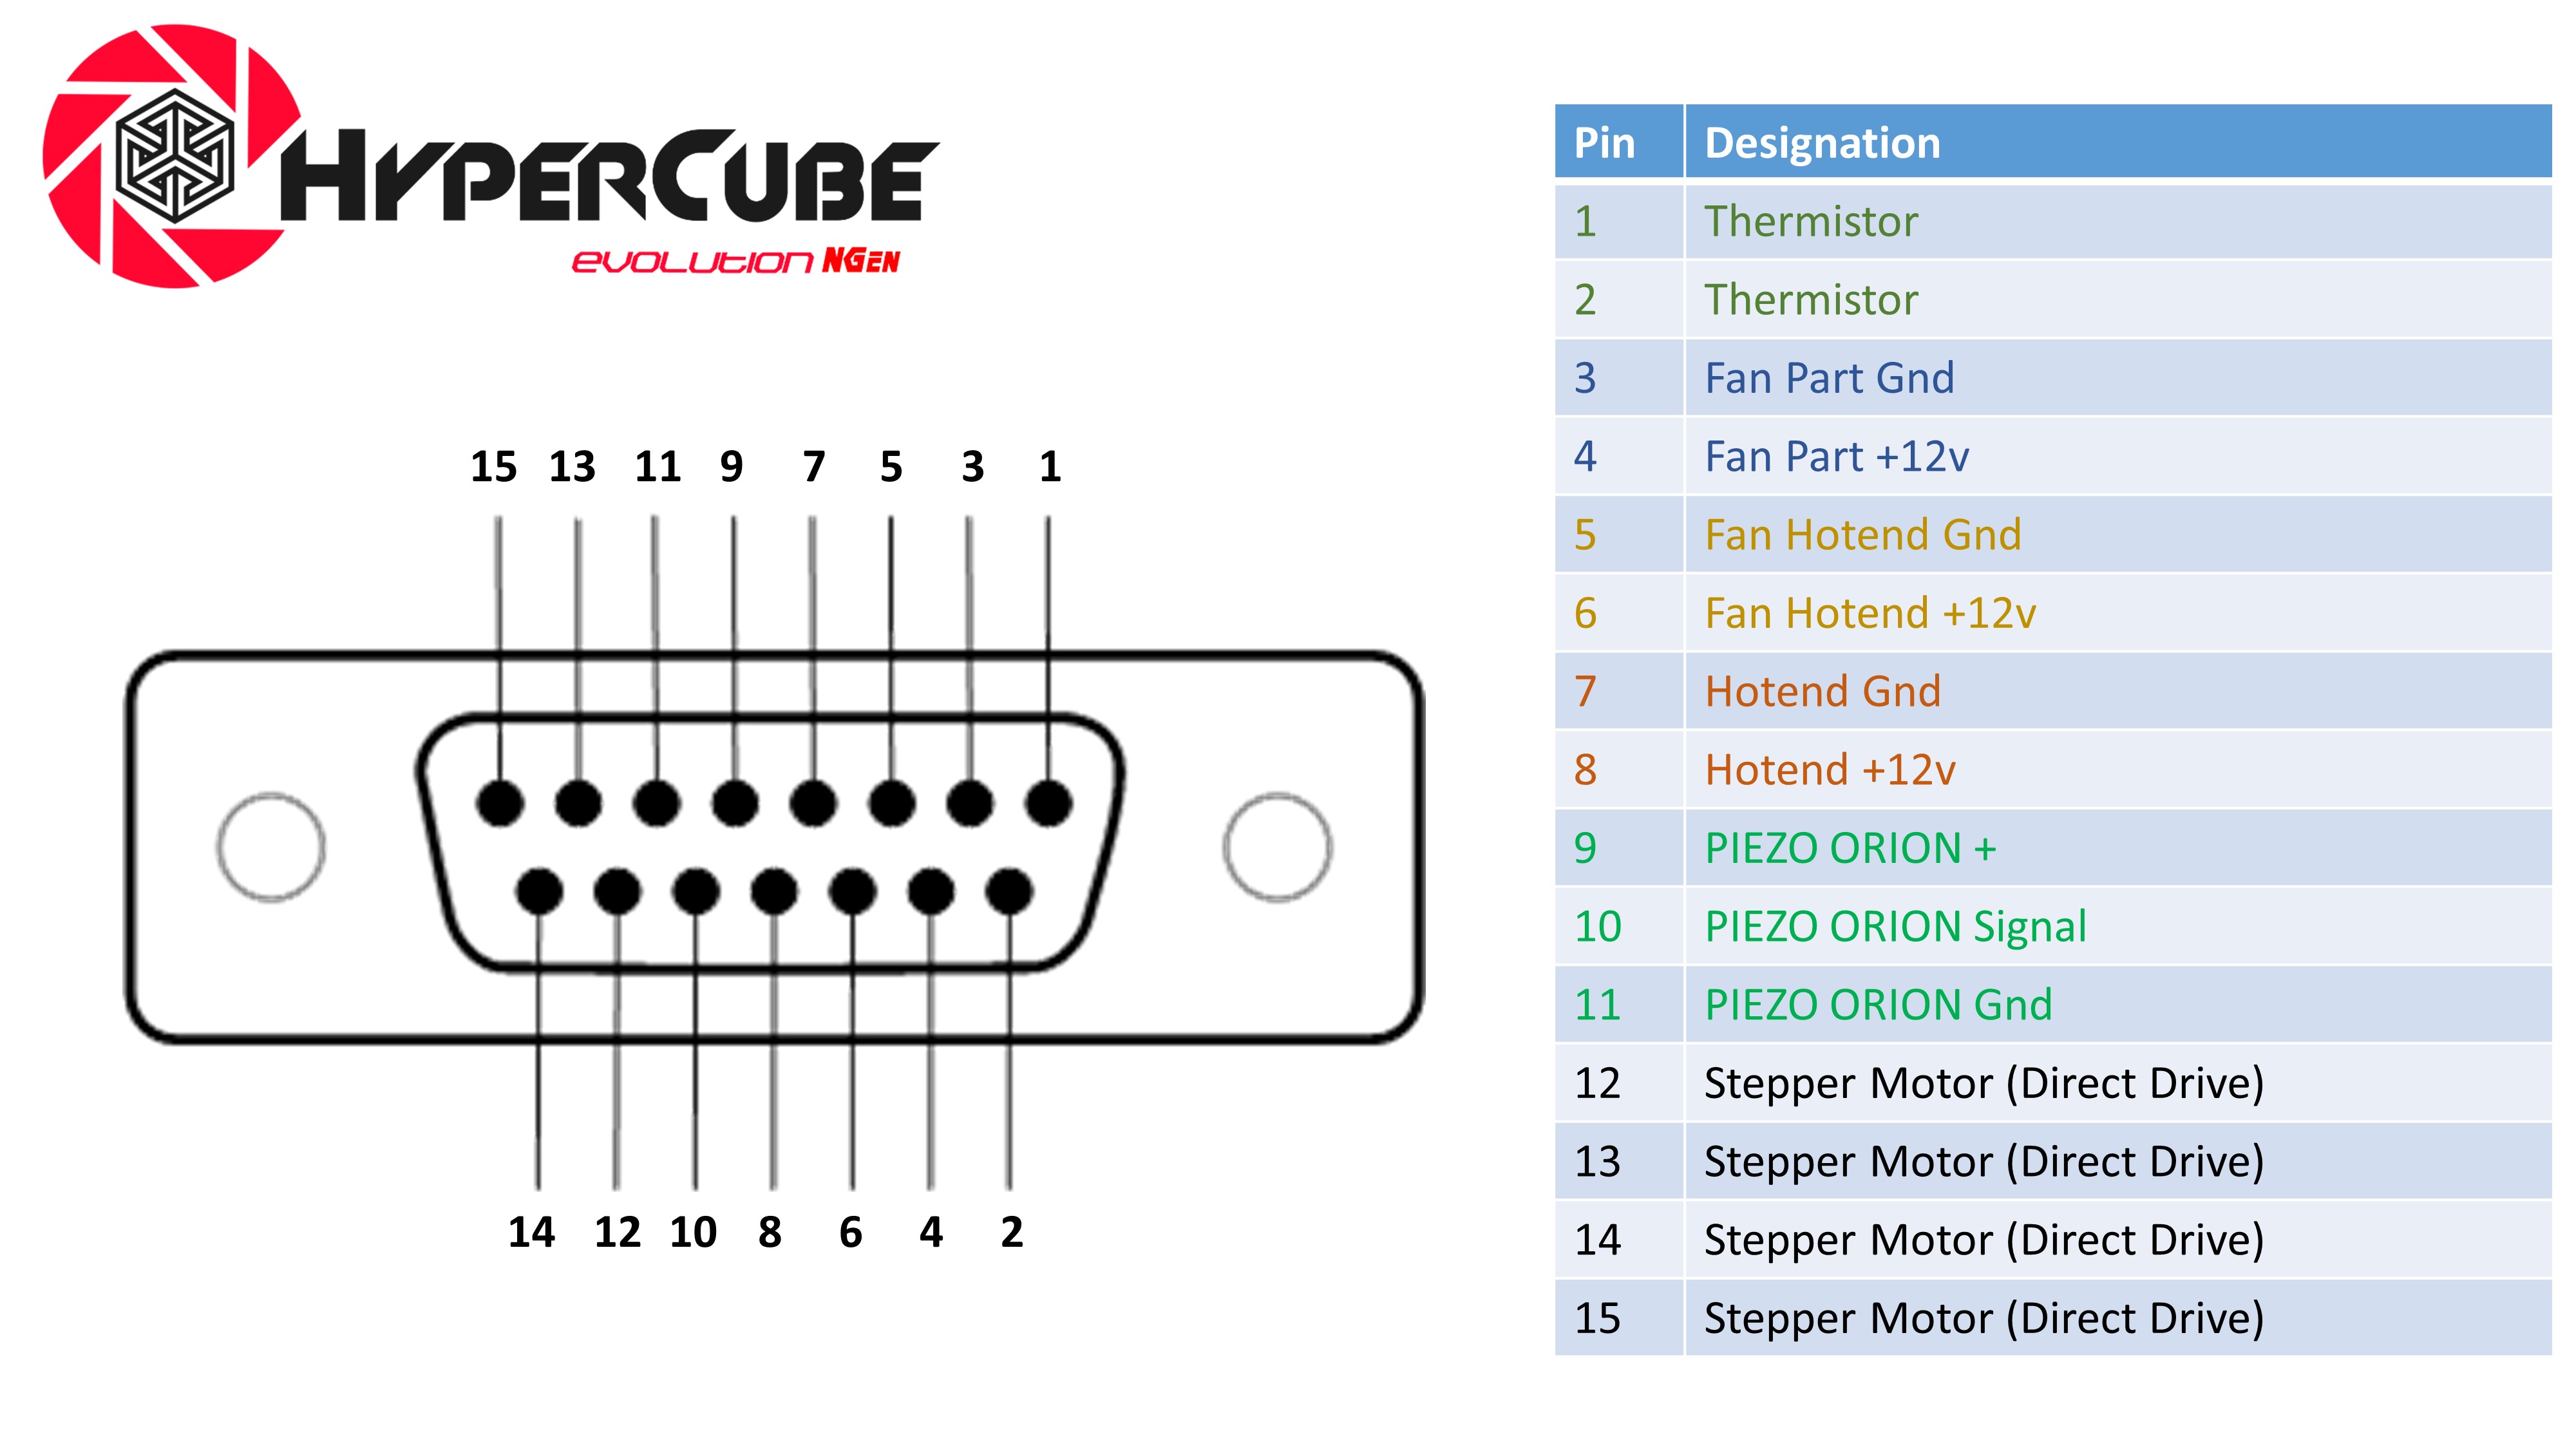 HYPERCUBE
evolution NGEN
15 13 11 9 7 5 3 1
14 12 10 8 6 4 2
Pin Designation
1 Thermistor
2 Thermistor
3 Fan Part Gnd
4 Fan Part +12v
5 Fan Hotend Gnd
6 Fan Hotend +12v
7 Hotend Gnd
8 Hotend +12v
9 PIEZO ORION +
10 PIEZO ORION Signal
11 PIEZO ORION Gnd
12 Stepper Motor (Direct Drive)
13 Stepper Motor (Direct Drive)
14 Stepper Motor (Direct Drive)
15 Stepper Motor (Direct Drive)